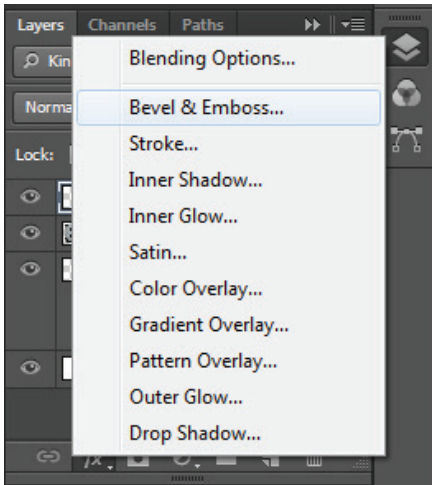 Layers Channels Paths
Kin
Blending Options...
Norma
Bevel & Emboss...
Stroke...
Lock:
Inner Shadow...
Inner Glow...
Satin...
Color Overlay...
Gradient Overlay...
Pattern Overlay...
Outer Glow...
Drop Shadow...
fx